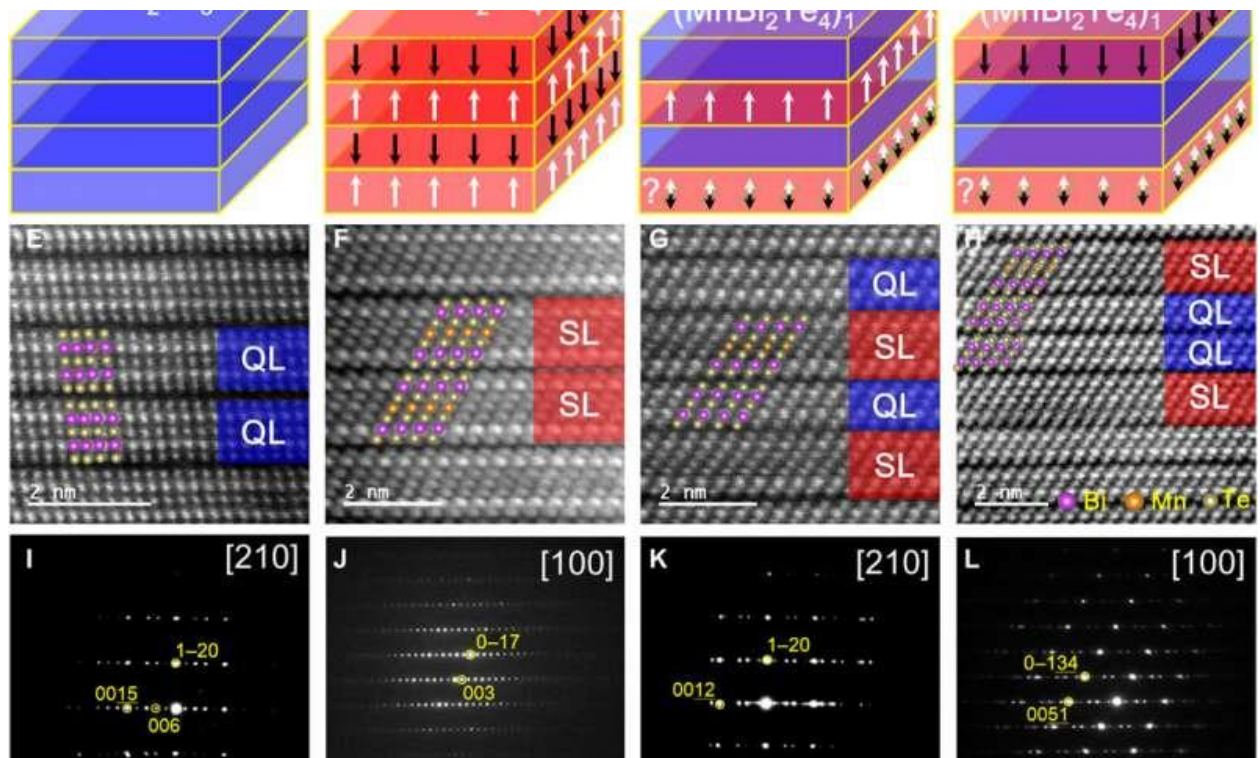 (MnBi2Te4)1
(MnBi2Te4)1
?
?
E
QL
QL
2 nm
F
SL
SL
2 nm
G
QL
SL
QL
SL
2 nm
H
SL
QL
QL
SL
2 nm
Bi Mn Te
I
[210]
1–20
0015
006
J
[100]
0–17
003
K
[210]
1–20
0012
L
[100]
0–134
0051